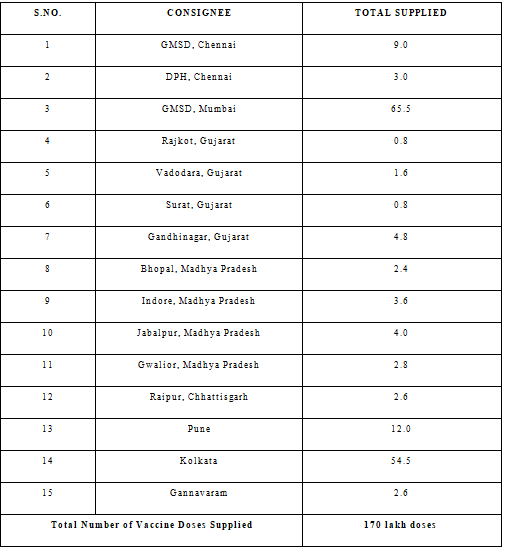 S.NO. CONSIGNEE TOTAL SUPPLIED
1 GMSD, Chennai 9.0
2 DPH, Chennai 3.0
3 GMSD, Mumbai 65.5
4 Rajkot, Gujarat 0.8
5 Vadodara, Gujarat 1.6
6 Surat, Gujarat 0.8
7 Gandhinagar, Gujarat 4.8
8 Bhopal, Madhya Pradesh 2.4
9 Indore, Madhya Pradesh 3.6
10 Jabalpur, Madhya Pradesh 4.0
11 Gwalior, Madhya Pradesh 2.8
12 Raipur, Chhattisgarh 2.6
13 Pune 12.0
14 Kolkata 54.5
15 Gannavaram 2.6
Total Number of Vaccine Doses Supplied 170 lakh doses